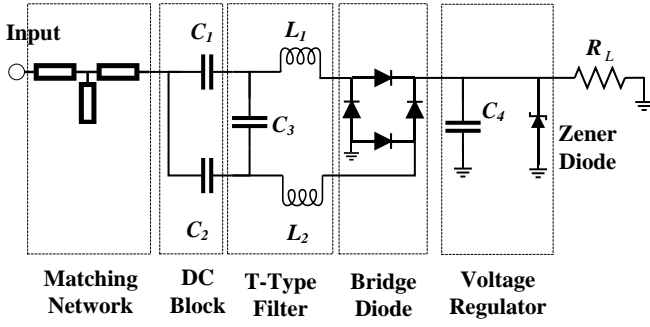 Input
C1
L1
RL
C3
C4
Zener
Diode
C2
L2
Matching
Network
DC
Block
T-Type
Filter
Bridge
Diode
Voltage
Regulator